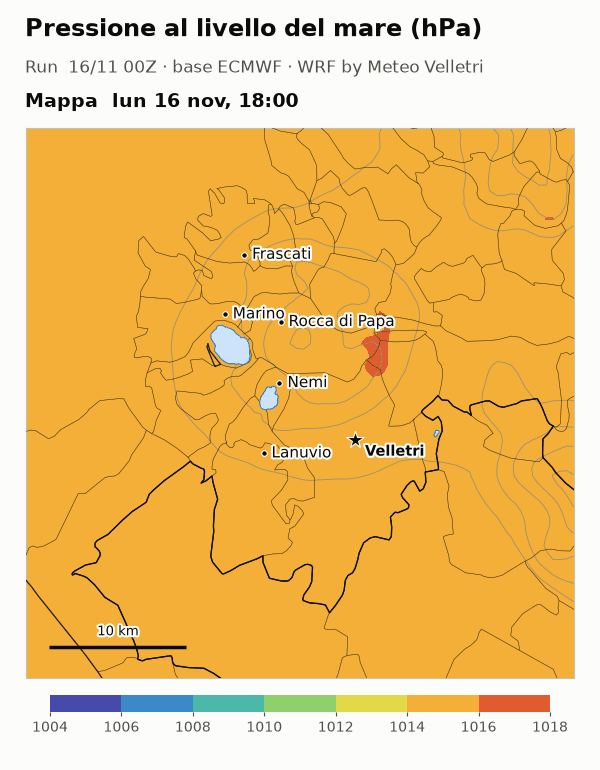 Pressione al livello del mare (hPa)
Run  16/11 00Z · base ECMWF · WRF by Meteo Velletri
Mappa  lun 16 nov, 18:00
Frascati
Marino
Rocca di Papa
Nemi
Velletri
Lanuvio
10 km
1004 1006 1008 1010 1012 1014 1016 1018